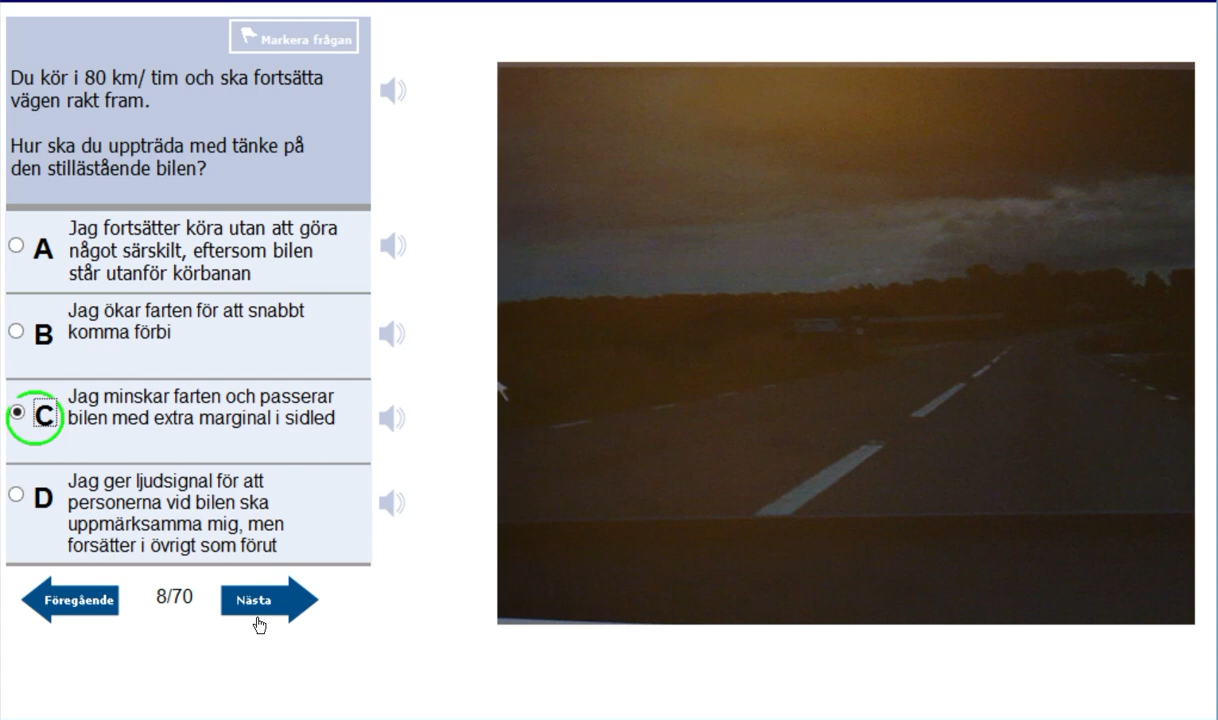 Markera frågan
Du kör i 80 km/ tim och ska fortsätta
vägen rakt fram.
Hur ska du uppträda med tänke på
den stillästående bilen?
A
Jag fortsätter köra utan att göra
något särskilt, eftersom bilen
står utanför körbanan
B
Jag ökar farten för att snabbt
komma förbi
C
Jag minskar farten och passerar
bilen med extra marginal i sidled
D
Jag ger ljudsignal för att
personerna vid bilen ska
uppmärksamma mig, men
forsätter i övrigt som förut
Föregående
8/70
Nästa